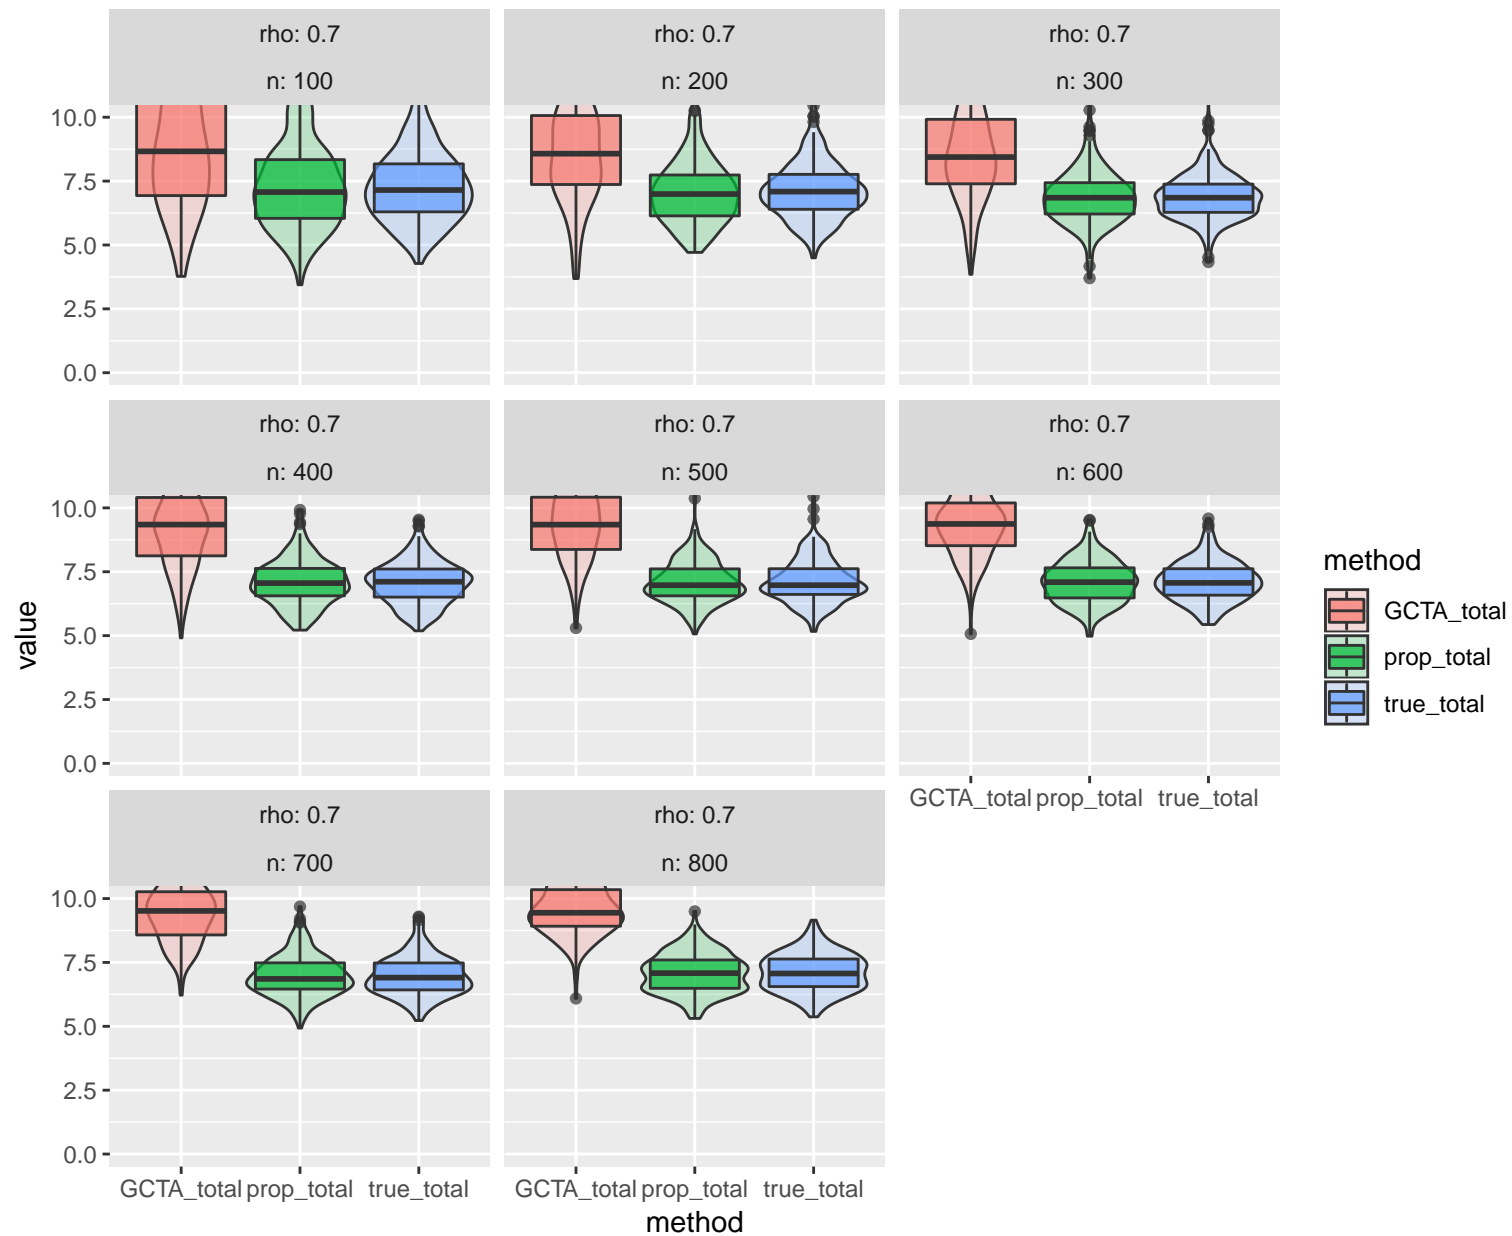 rho: 0.7
rho: 0.7
rho: 0.7
n: 100
n: 200
n: 300
10.0
7.5
5.0
2.5
0.0
rho: 0.7
rho: 0.7
rho: 0.7
n: 400
n: 500
n: 600
10.0
7.5
5.0
2.5
0.0
value
GCTA_total prop_total true_total
rho: 0.7
rho: 0.7
n: 700
n: 800
10.0
7.5
5.0
2.5
0.0
GCTA_total prop_total true_total
GCTA_total prop_total true_total
method
method
GCTA_total
prop_total
true_total